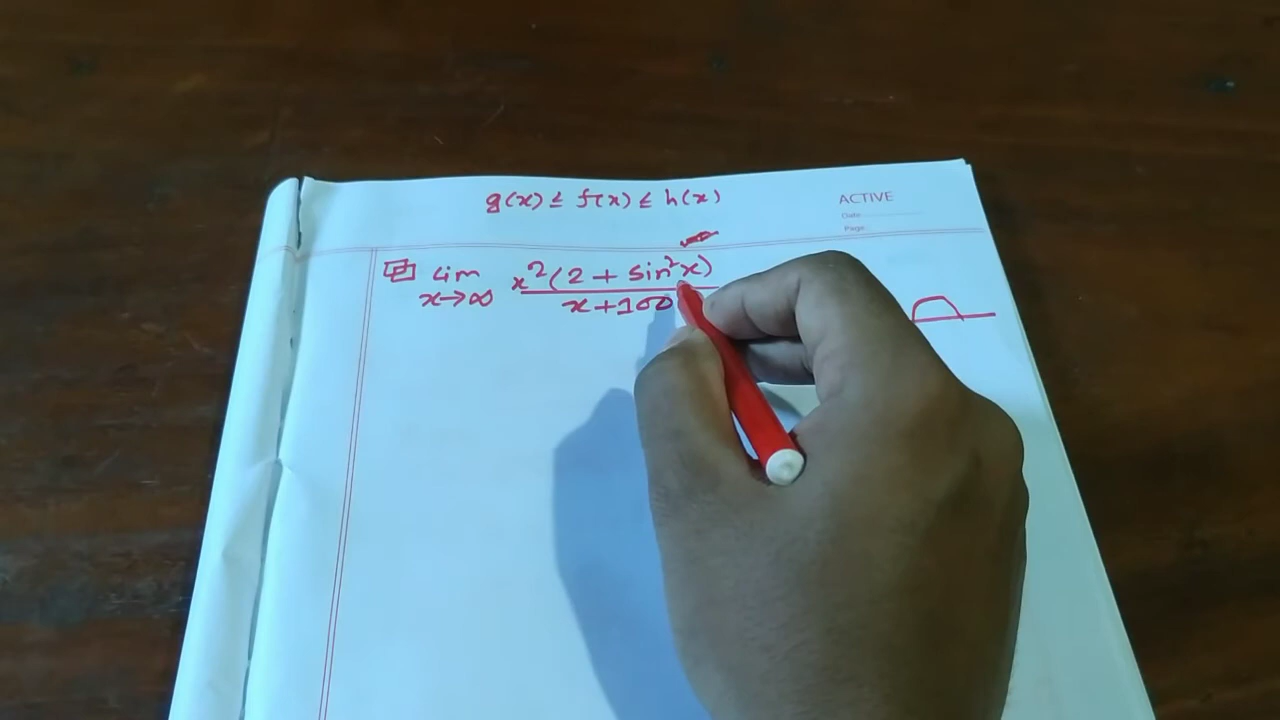 g(x) ≤ f(x) ≤ h(x)
ACTIVE
Date
Page
lim x→∞ x²(2 + sin²x) / x+100